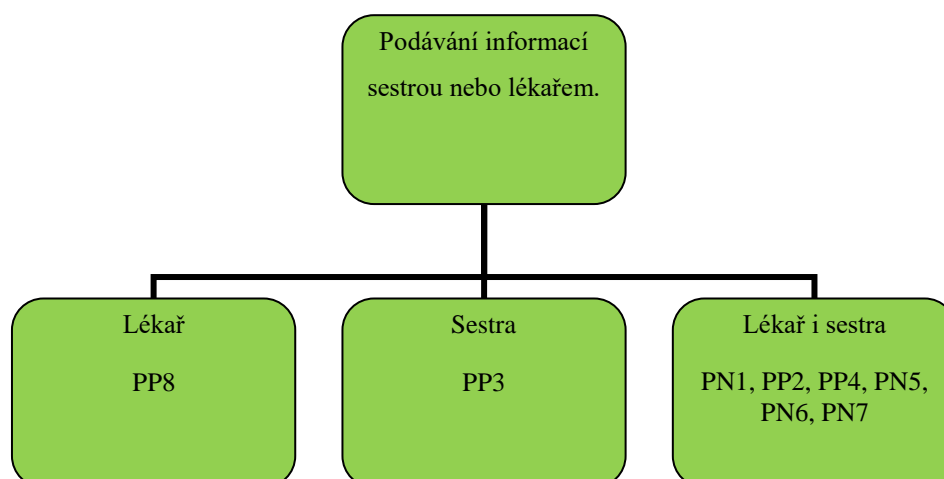 Podávání informací
sestrou nebo lékařem.
Lékař
PP8
Sestra
PP3
Lékař i sestra
PN1, PP2, PP4, PN5,
PN6, PN7